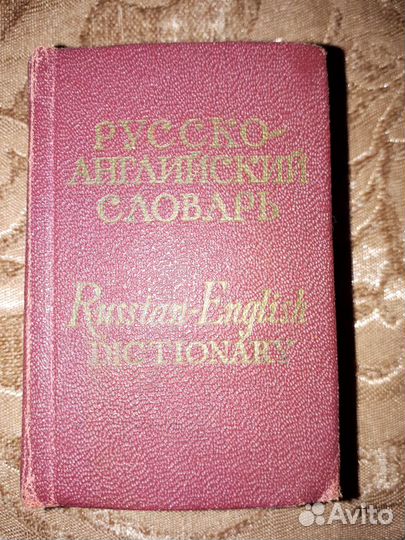 РУССКО-
АНГЛИЙСКИЙ
СЛОВАРЬ
Russian-English
DICTIONARY
Avito